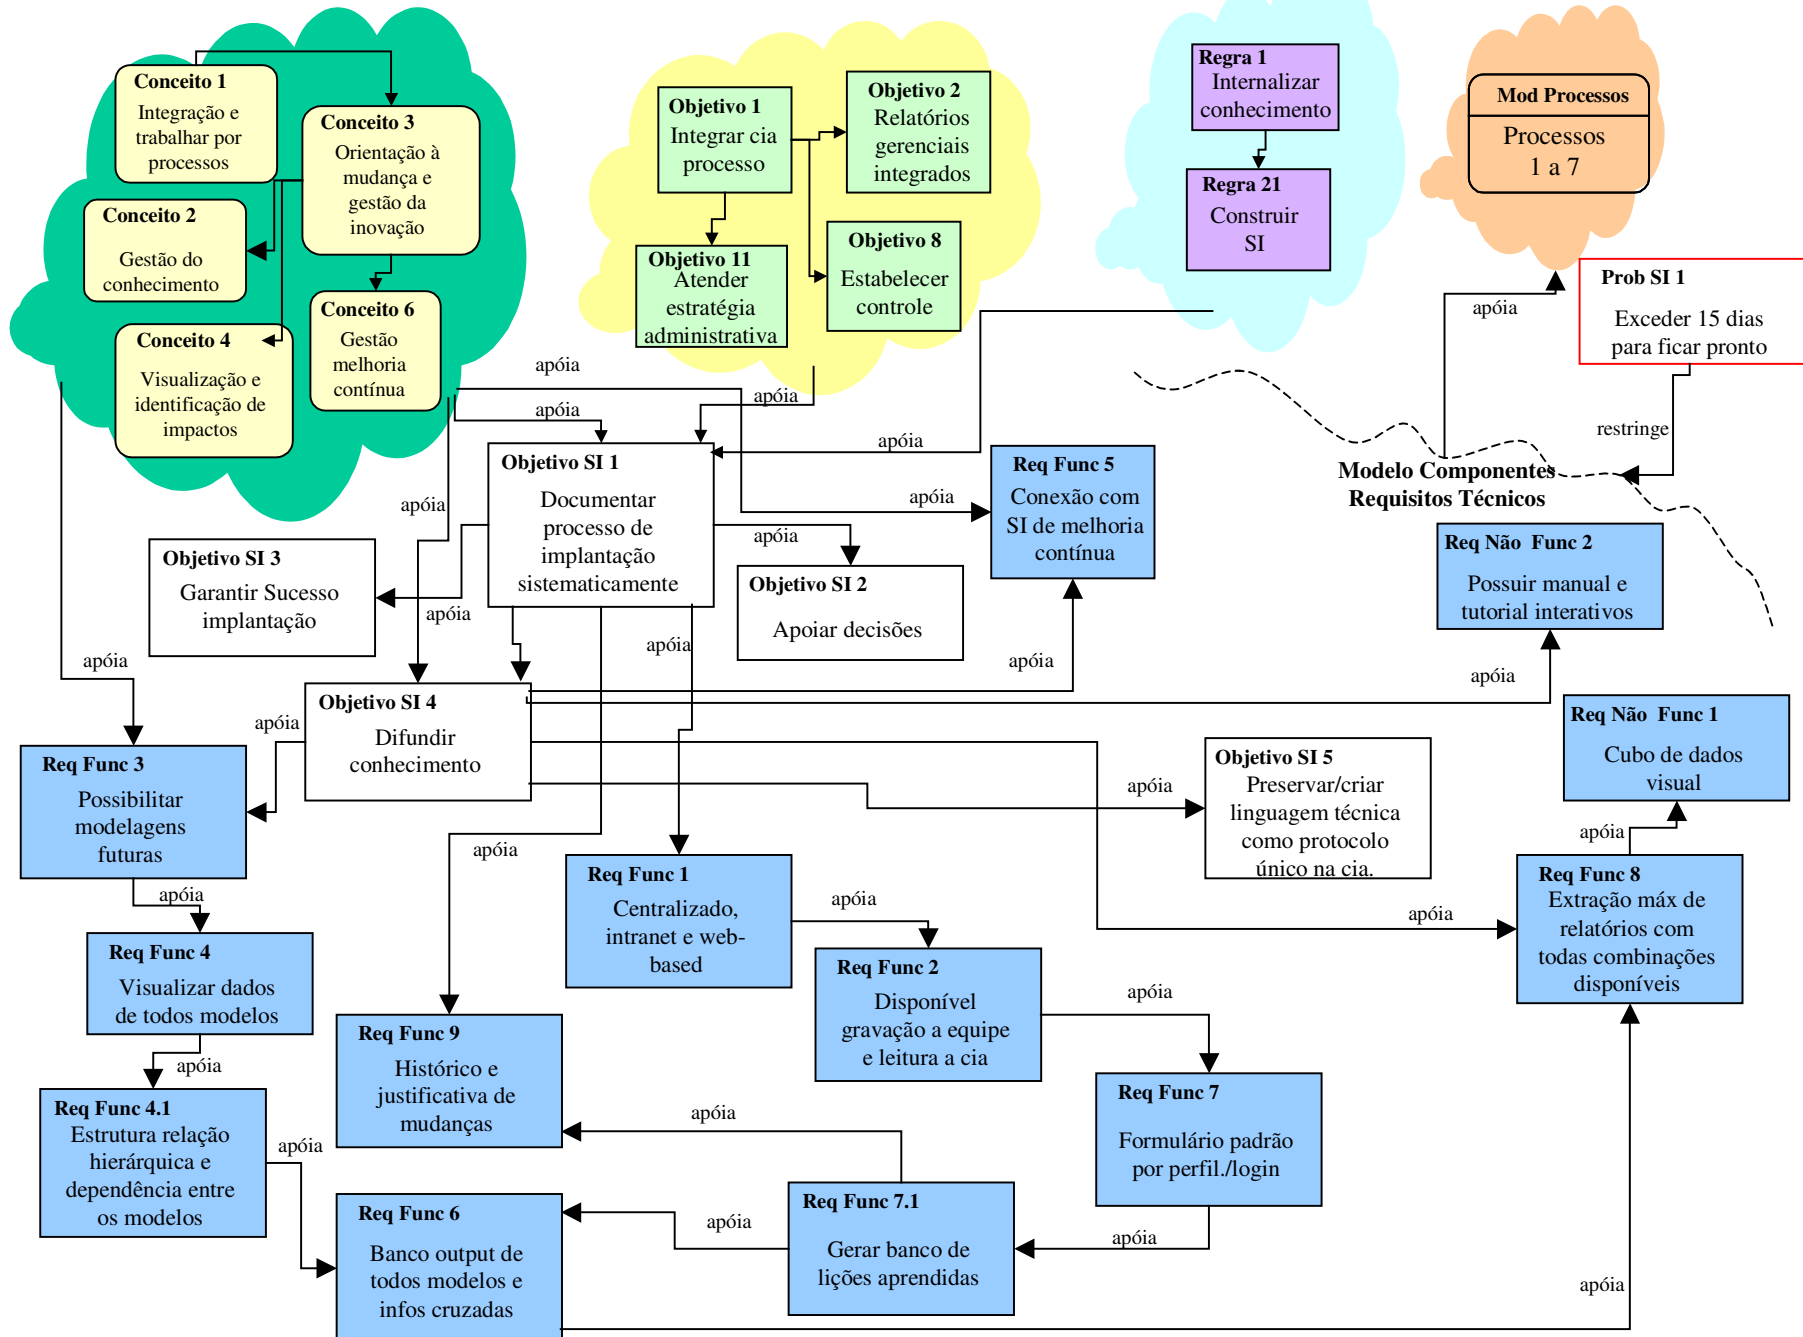 Conceito 1
Integração e
trabalhar por
processos
Conceito 3
Orientação à
mudança e
gestão da
inovação
Conceito 2
Gestão do
conhecimento
Conceito 6
Gestão
melhoria
contínua
Conceito 4
Visualização e
identificação de
impactos
Objetivo 1
Integrar cia
processo
Objetivo 2
Relatórios
gerenciais
integrados
Objetivo 11
Atender
estratégia
administrativa
Objetivo 8
Estabelecer
controle
Regra 1
Internalizar
conhecimento
Regra 21
Construir
SI
Mod Processos
Processos
1 a 7
Prob SI 1
Exceder 15 dias
para ficar pronto
apóia
restringe
Modelo Componentes
Requisitos Técnicos
apóia
apóia
apóia
apóia
apóia
apóia
Objetivo SI 1
Documentar
processo de
implantação
sistematicamente
Req Func 5
Conexão com
SI de melhoria
contínua
Req Não Func 2
Possuir manual e
tutorial interativos
Objetivo SI 3
Garantir Sucesso
implantação
apóia
apóia
Objetivo SI 2
Apoiar decisões
apóia
apóia
apóia
apóia
apóia
Objetivo SI 4
Difundir
conhecimento
Req Não Func 1
Cubo de dados
visual
Req Func 3
Possibilitar
modelagens
futuras
Objetivo SI 5
Preservar/criar
linguagem técnica
como protocolo
único na cia.
apóia
apóia
apóia
apóia
Req Func 1
Centralizado,
intranet e web-
based
Req Func 8
Extração máx de
relatórios com
todas combinações
disponíveis
apóia
apóia
Req Func 4
Visualizar dados
de todos modelos
Req Func 2
Disponível
gravação a equipe
e leitura a cia
apóia
apóia
Req Func 9
Histórico e
justificativa de
mudanças
Req Func 7
Formulário padrão
por perfil./login
Req Func 4.1
Estrutura relação
hierárquica e
dependência entre
os modelos
apóia
apóia
Req Func 6
Banco output de
todos modelos e
infos cruzadas
apóia
Req Func 7.1
Gerar banco de
lições aprendidas
apóia
apóia